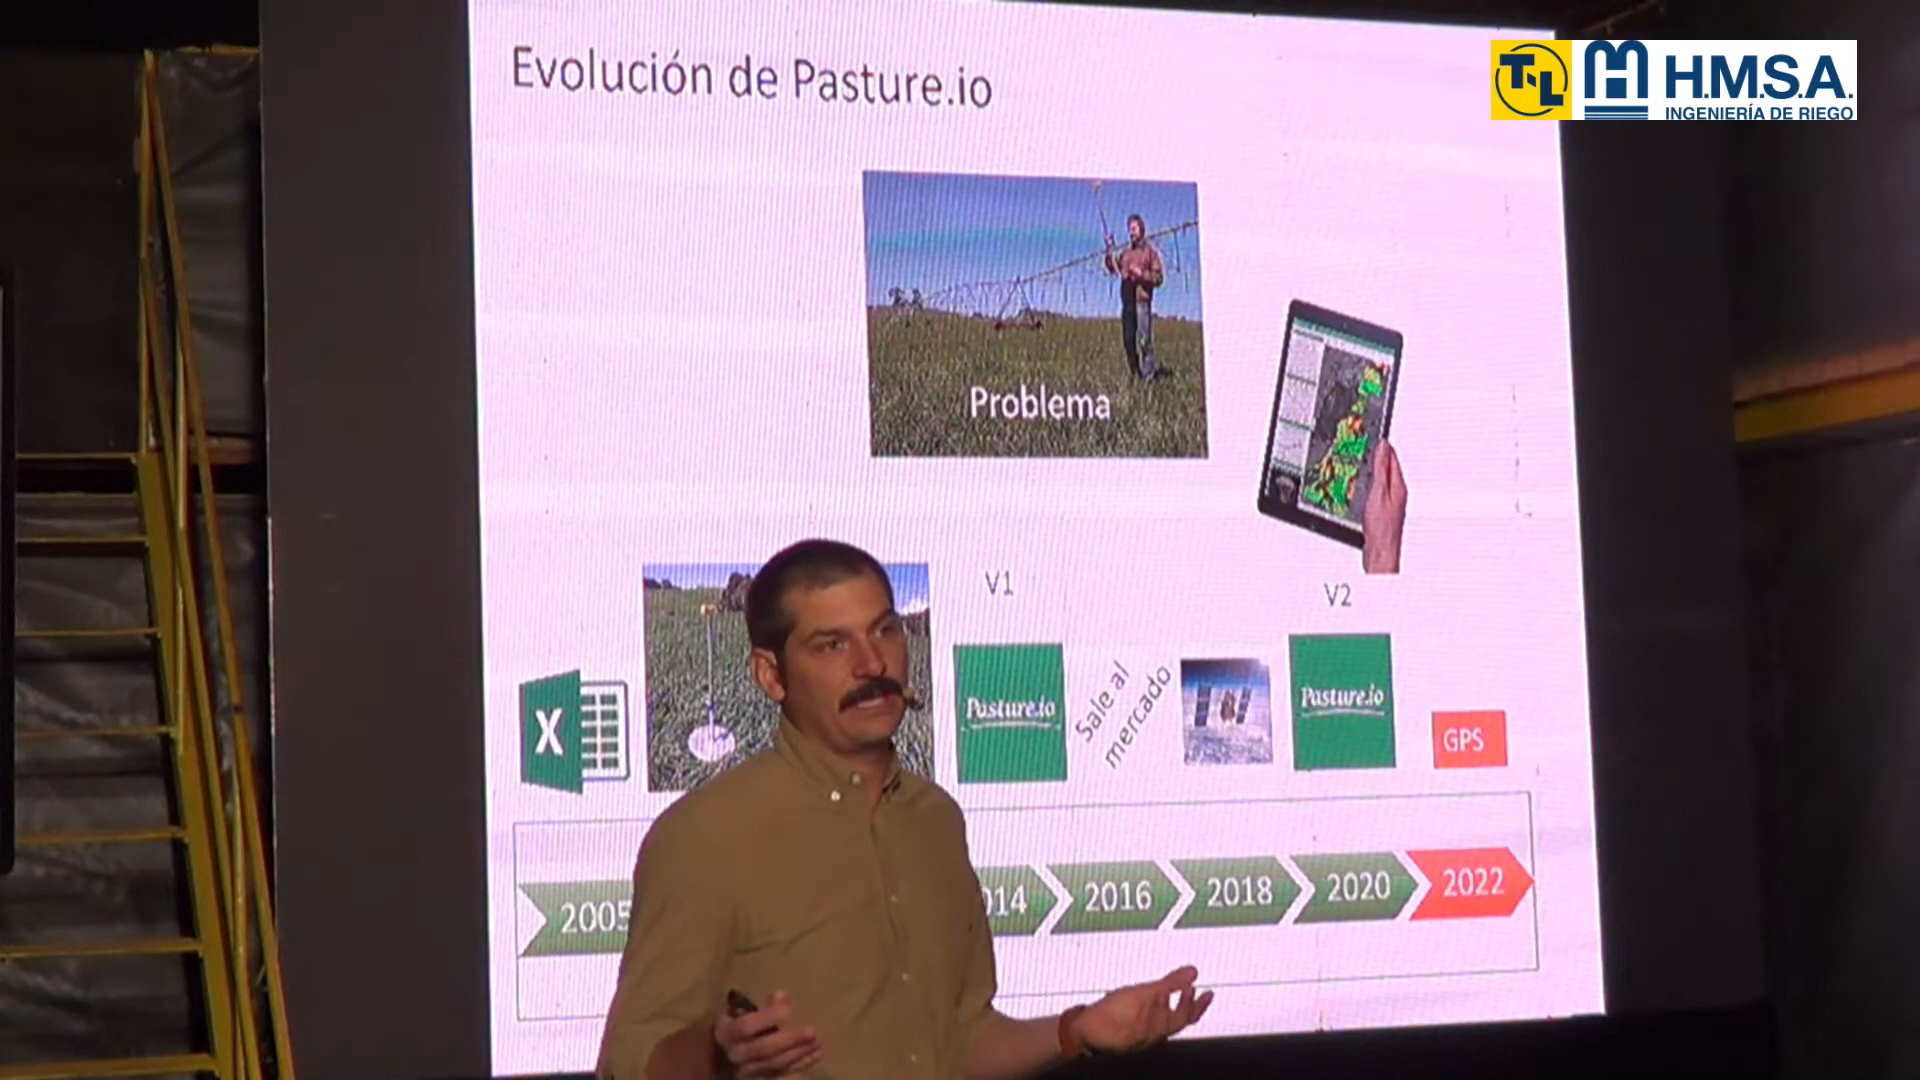 Evolución de Pasture.io
T-L
H.M.S.A.
INGENIERÍA DE RIEGO
Problema
V1
V2
X
Pasture.io
Sale al
mercado
Pasture.io
GPS
2005
014
2016
2018
2020
2022